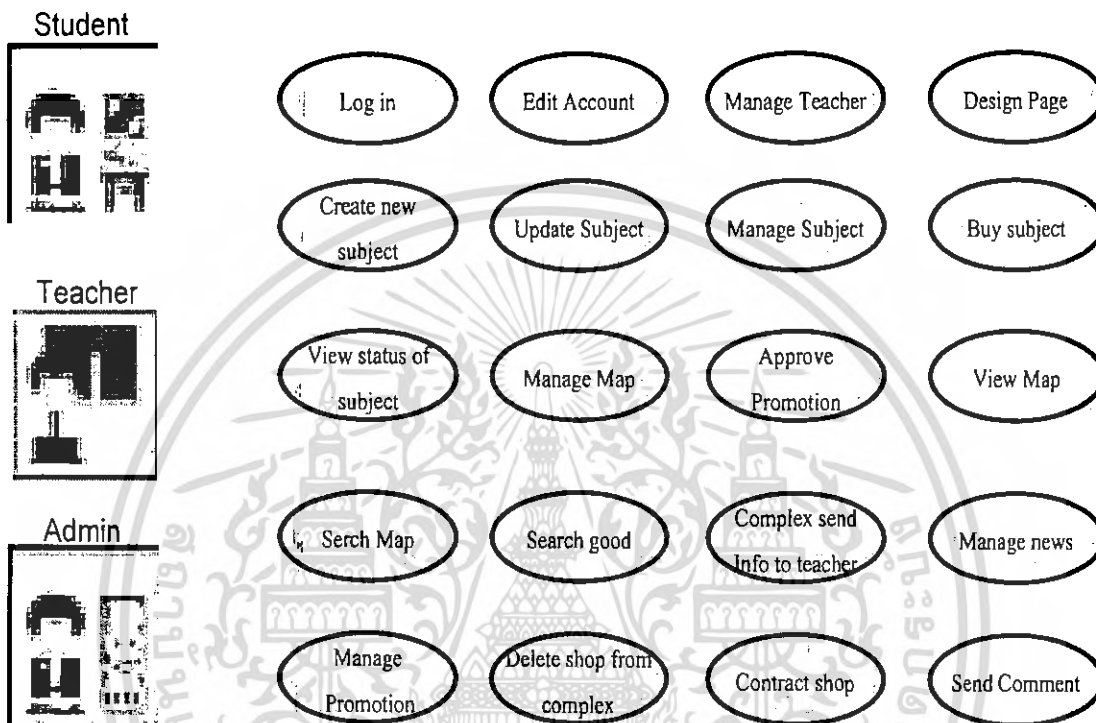 Student
Log in
Edit Account
Manage Teacher
Design Page
Create new
subject
Update Subject
Manage Subject
Buy subject
Teacher
View status of
subject
Manage Map
Approve
Promotion
View Map
Admin
Serch Map
Search good
Complex send
Info to teacher
Manage news
Manage
Promotion
Delete shop from
complex
Contract shop
Send Comment